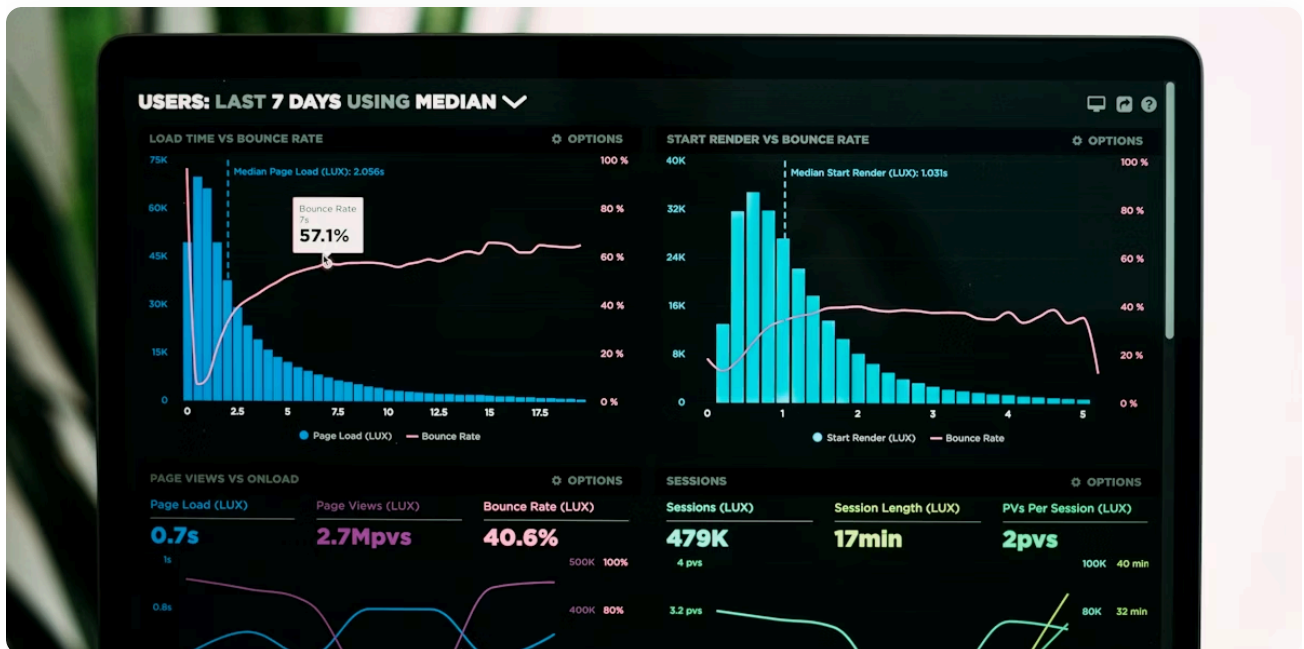 USERS: LAST 7 DAYS USING MEDIAN
LOAD TIME VS BOUNCE RATE
OPTIONS
75K
100 %
Median Page Load (LUX): 2.056s
60K
80 %
Bounce Rate
7s
57.1%
45K
60 %
30K
40 %
15K
20 %
0
0 %
0 2.5 5 7.5 10 12.5 15 17.5
Page Load (LUX) Bounce Rate
START RENDER VS BOUNCE RATE
OPTIONS
40K
100 %
Median Start Render (LUX): 1.031s
32K
80 %
24K
60 %
16K
40 %
8K
20 %
0
0 %
0 1 2 3 4 5
Start Render (LUX) Bounce Rate
PAGE VIEWS VS ONLOAD
OPTIONS
Page Load (LUX) Page Views (LUX) Bounce Rate (LUX)
0.7s 2.7Mpvs 40.6%
1s 500K 100%
0.8s 400K 80%
SESSIONS
OPTIONS
Sessions (LUX) Session Length (LUX) PVs Per Session (LUX)
479K 17min 2pvs
4 pvs 100K 40 min
3.2 pvs 80K 32 min